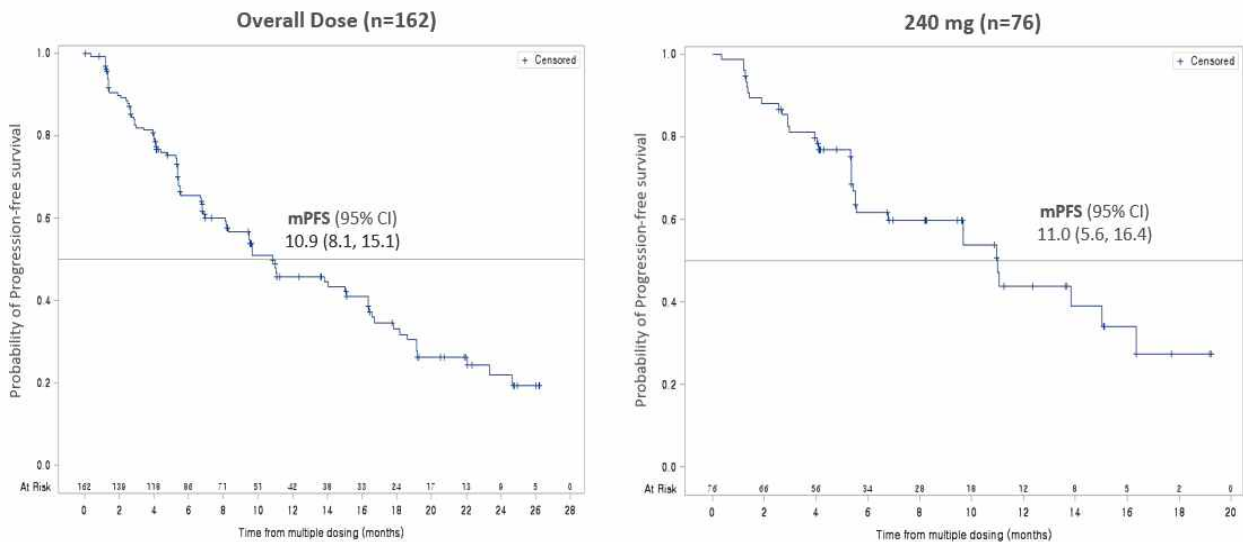 Overall Dose (n=162)
Probability of Progression-free survival
1.0
0.8
0.6
0.4
0.2
0.0
+ Censored
mPFS (95% CI)
10.9 (8.1, 15.1)
At Risk 162 139 118 86 71 51 42 38 33 24 17 13 9 5 0
0 2 4 6 8 10 12 14 16 18 20 22 24 26 28
Time from multiple dosing (months)
240 mg (n=76)
Probability of Progression-free survival
1.0
0.8
0.6
0.4
0.2
0.0
+ Censored
mPFS (95% CI)
11.0 (5.6, 16.4)
At Risk 76 66 56 34 28 18 12 8 5 2 0
0 2 4 6 8 10 12 14 16 18 20
Time from multiple dosing (months)